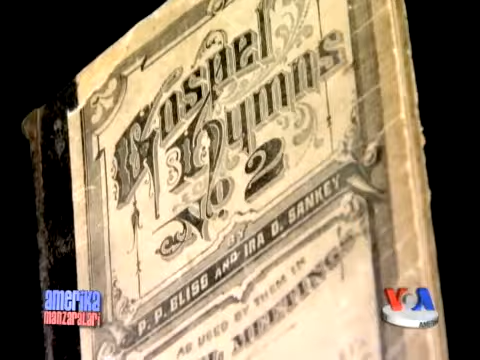 Gospel
Hymns
No. 2
BY
P. P. BLISS AND IRA D. SANKEY
AS USED BY THEM IN
MEETINGS
amerika
manzaralari
VOA